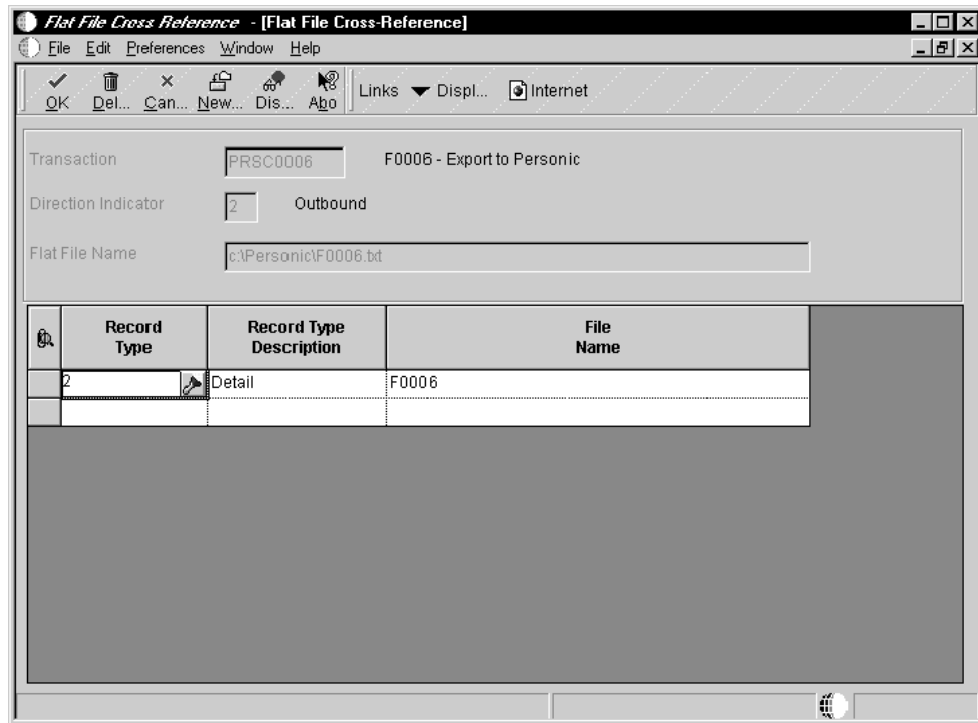 Flat File Cross Reference - [Flat File Cross-Reference]
File Edit Preferences Window Help
OK Del... Can... New... Dis... Abo Links Displ... Internet
Transaction PRSC0006 F0006 - Export to Personic
Direction Indicator 2 Outbound
Flat File Name c:\Personic\F0006.txt
Record Type Record Type Description File Name
2 Detail F0006